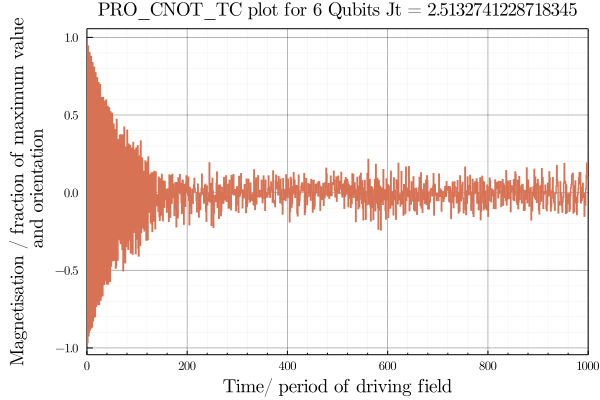 PRO_CNOT_TC plot for 6 Qubits Jt = 2.5132741228718345
Magnetisation / fraction of maximum value
and orientation
1.0
0.5
0.0
−0.5
−1.0
0 200 400 600 800 1000
Time/ period of driving field